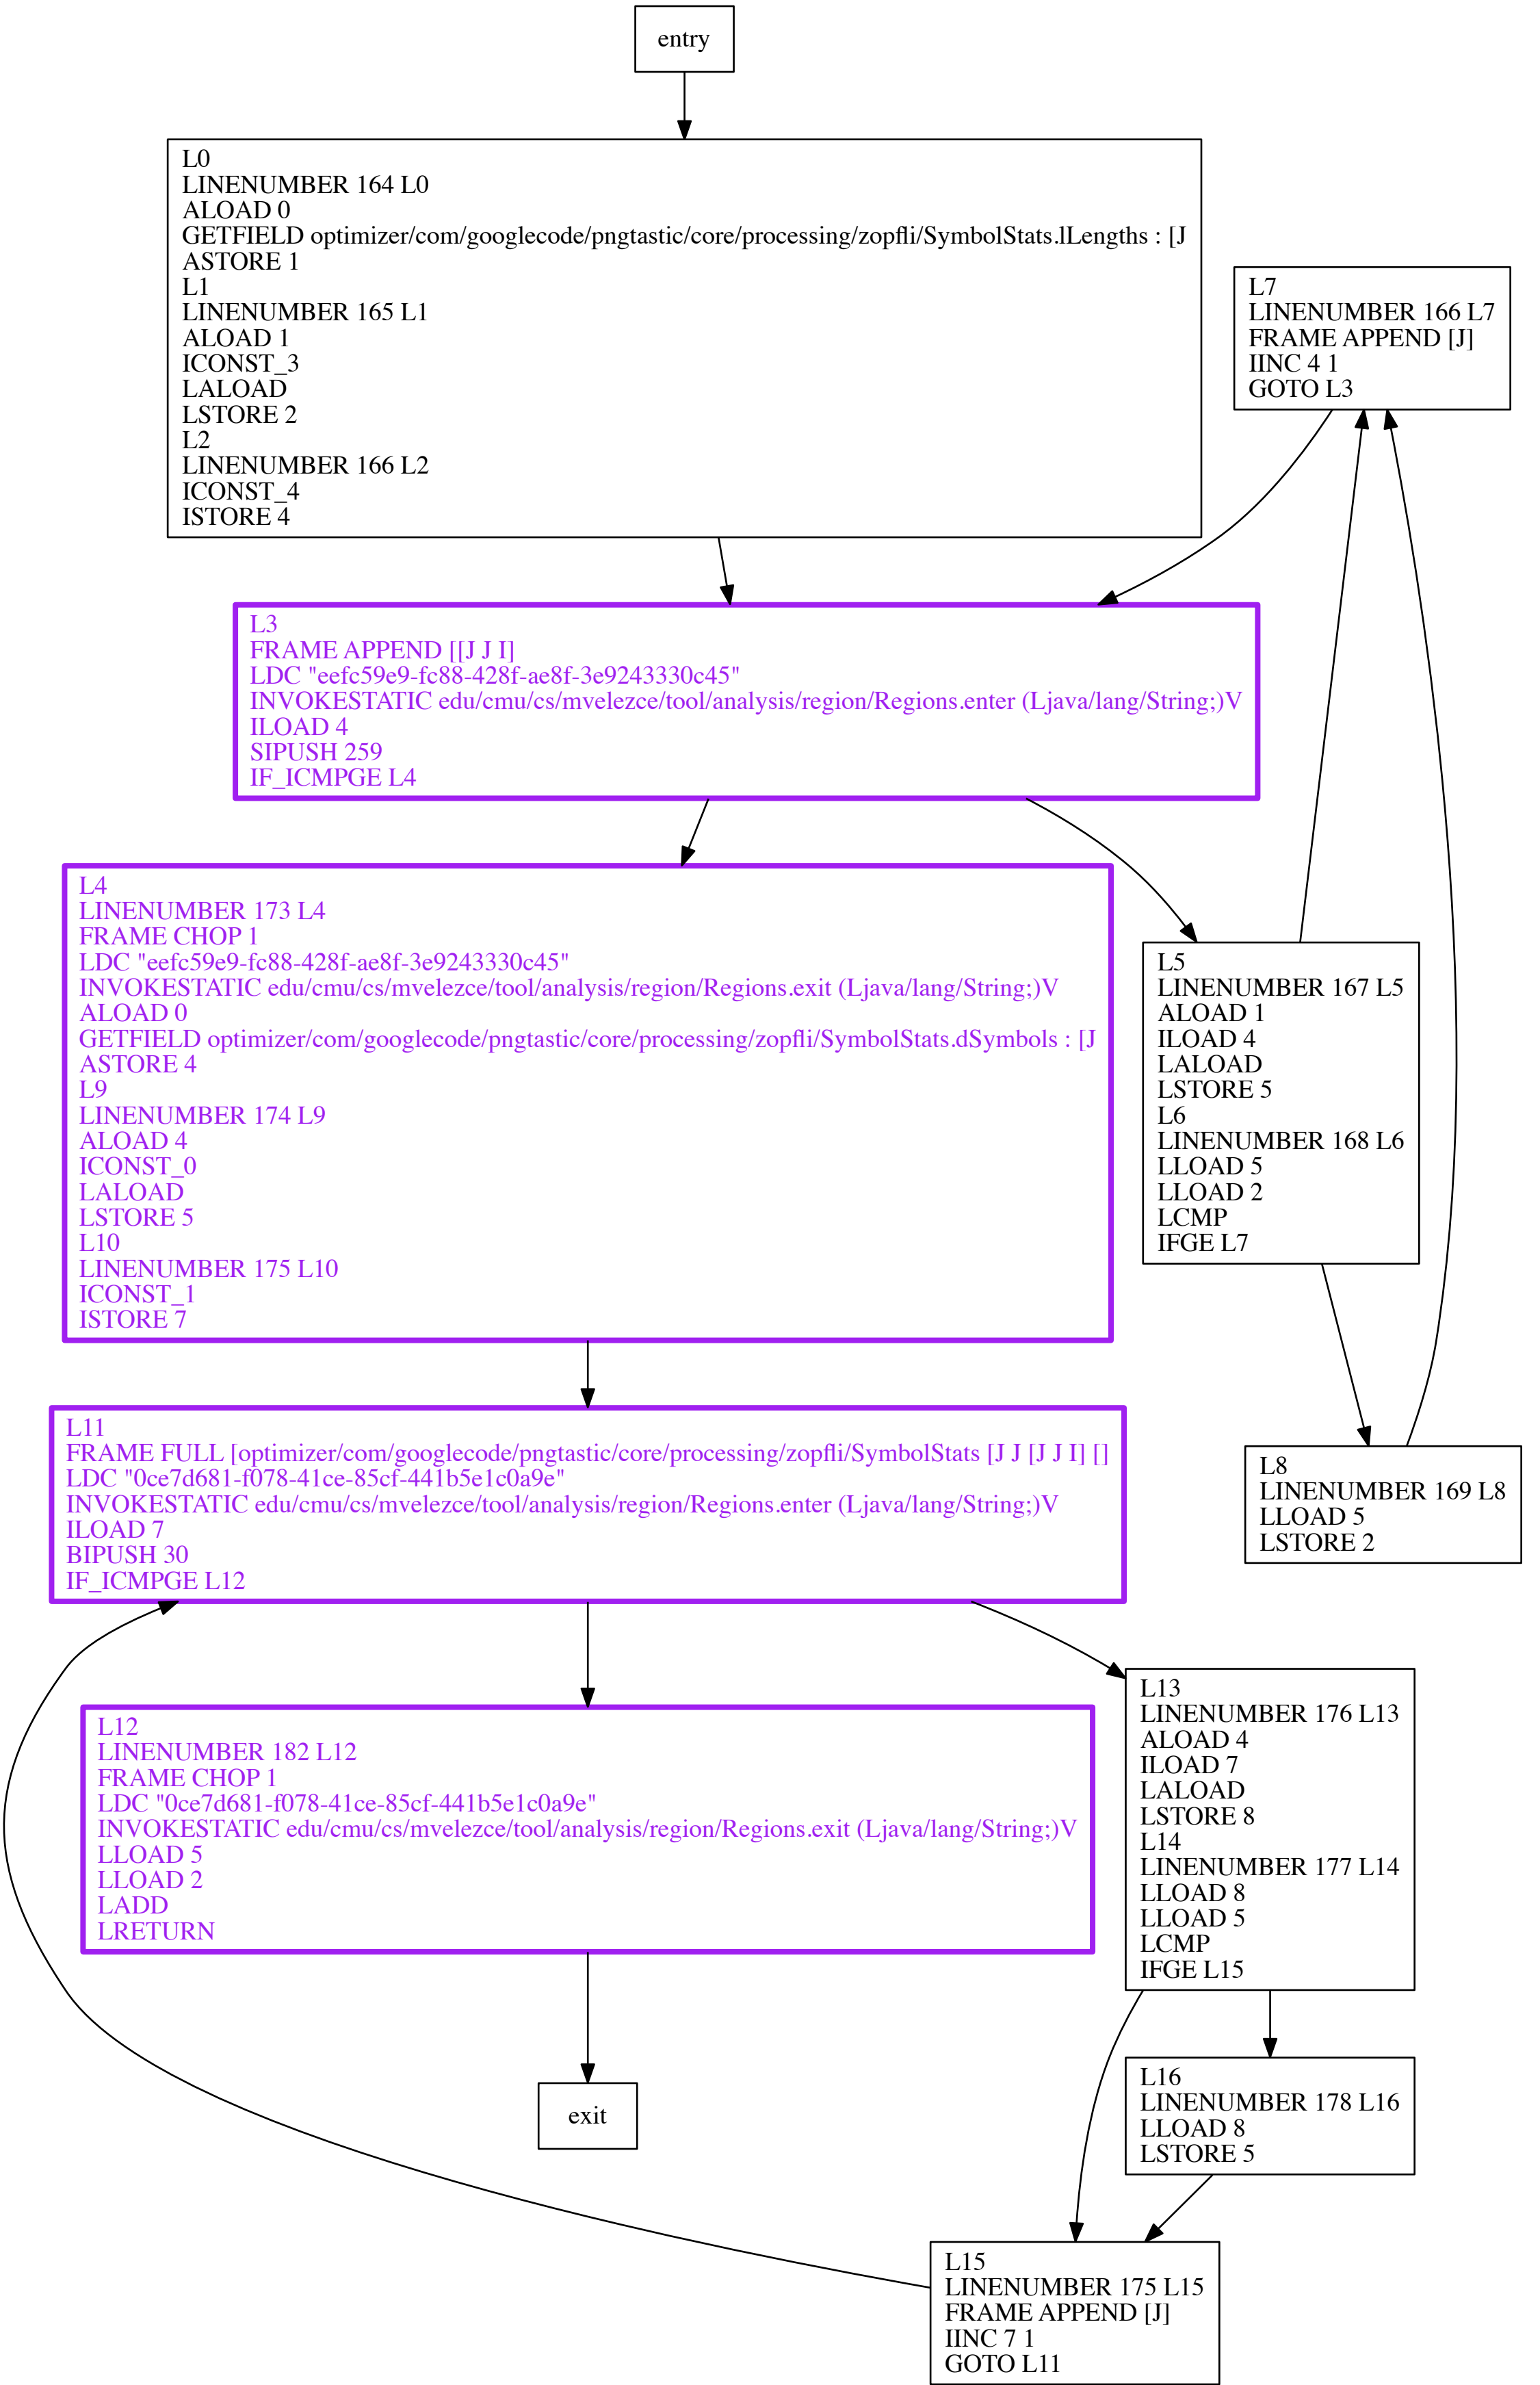 entry
L0
LINENUMBER 164 L0
ALOAD 0
GETFIELD optimizer/com/googlecode/pngtastic/core/processing/zopfli/SymbolStats.lLengths : [J
ASTORE 1
L1
LINENUMBER 165 L1
ALOAD 1
ICONST_3
LALOAD
LSTORE 2
L2
LINENUMBER 166 L2
ICONST_4
ISTORE 4
L7
LINENUMBER 166 L7
FRAME APPEND [J]
IINC 4 1
GOTO L3
L3
FRAME APPEND [[J J I]
LDC "eefc59e9-fc88-428f-ae8f-3e9243330c45"
INVOKESTATIC edu/cmu/cs/mvelezce/tool/analysis/region/Regions.enter (Ljava/lang/String;)V
ILOAD 4
SIPUSH 259
IF_ICMPGE L4
L4
LINENUMBER 173 L4
FRAME CHOP 1
LDC "eefc59e9-fc88-428f-ae8f-3e9243330c45"
INVOKESTATIC edu/cmu/cs/mvelezce/tool/analysis/region/Regions.exit (Ljava/lang/String;)V
ALOAD 0
GETFIELD optimizer/com/googlecode/pngtastic/core/processing/zopfli/SymbolStats.dSymbols : [J
ASTORE 4
L9
LINENUMBER 174 L9
ALOAD 4
ICONST_0
LALOAD
LSTORE 5
L10
LINENUMBER 175 L10
ICONST_1
ISTORE 7
L5
LINENUMBER 167 L5
ALOAD 1
ILOAD 4
LALOAD
LSTORE 5
L6
LINENUMBER 168 L6
LLOAD 5
LLOAD 2
LCMP
IFGE L7
L11
FRAME FULL [optimizer/com/googlecode/pngtastic/core/processing/zopfli/SymbolStats [J J [J J I] []
LDC "0ce7d681-f078-41ce-85cf-441b5e1c0a9e"
INVOKESTATIC edu/cmu/cs/mvelezce/tool/analysis/region/Regions.enter (Ljava/lang/String;)V
ILOAD 7
BIPUSH 30
IF_ICMPGE L12
L8
LINENUMBER 169 L8
LLOAD 5
LSTORE 2
L12
LINENUMBER 182 L12
FRAME CHOP 1
LDC "0ce7d681-f078-41ce-85cf-441b5e1c0a9e"
INVOKESTATIC edu/cmu/cs/mvelezce/tool/analysis/region/Regions.exit (Ljava/lang/String;)V
LLOAD 5
LLOAD 2
LADD
LRETURN
L13
LINENUMBER 176 L13
ALOAD 4
ILOAD 7
LALOAD
LSTORE 8
L14
LINENUMBER 177 L14
LLOAD 8
LLOAD 5
LCMP
IFGE L15
exit
L16
LINENUMBER 178 L16
LLOAD 8
LSTORE 5
L15
LINENUMBER 175 L15
FRAME APPEND [J]
IINC 7 1
GOTO L11